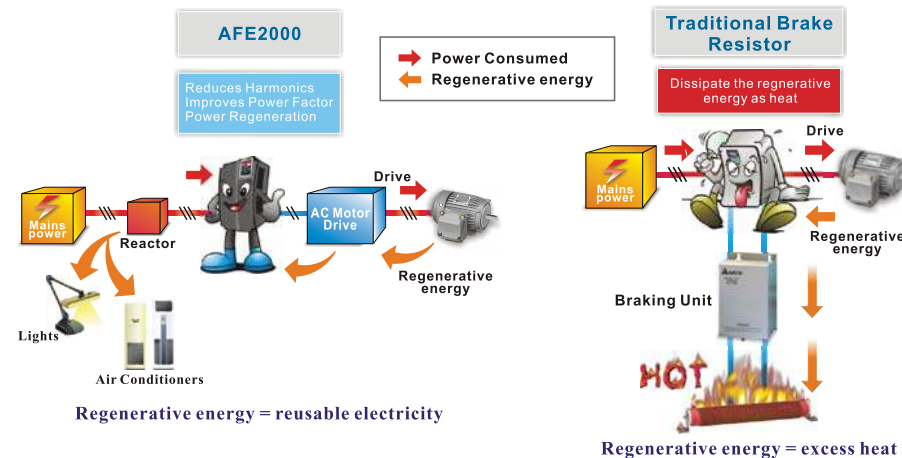 AFE2000
Reduces Harmonics
Improves Power Factor
Power Regeneration
Power Consumed
Regenerative energy
Traditional Brake
Resistor
Dissipate the regnerative
energy as heat
Mains
power
Reactor
AC Motor
Drive
Drive
Regenerative
energy
Lights
Air Conditioners
Regenerative energy = reusable electricity
Mains
power
Drive
Regenerative
energy
Braking Unit
HOT
Regenerative energy = excess heat